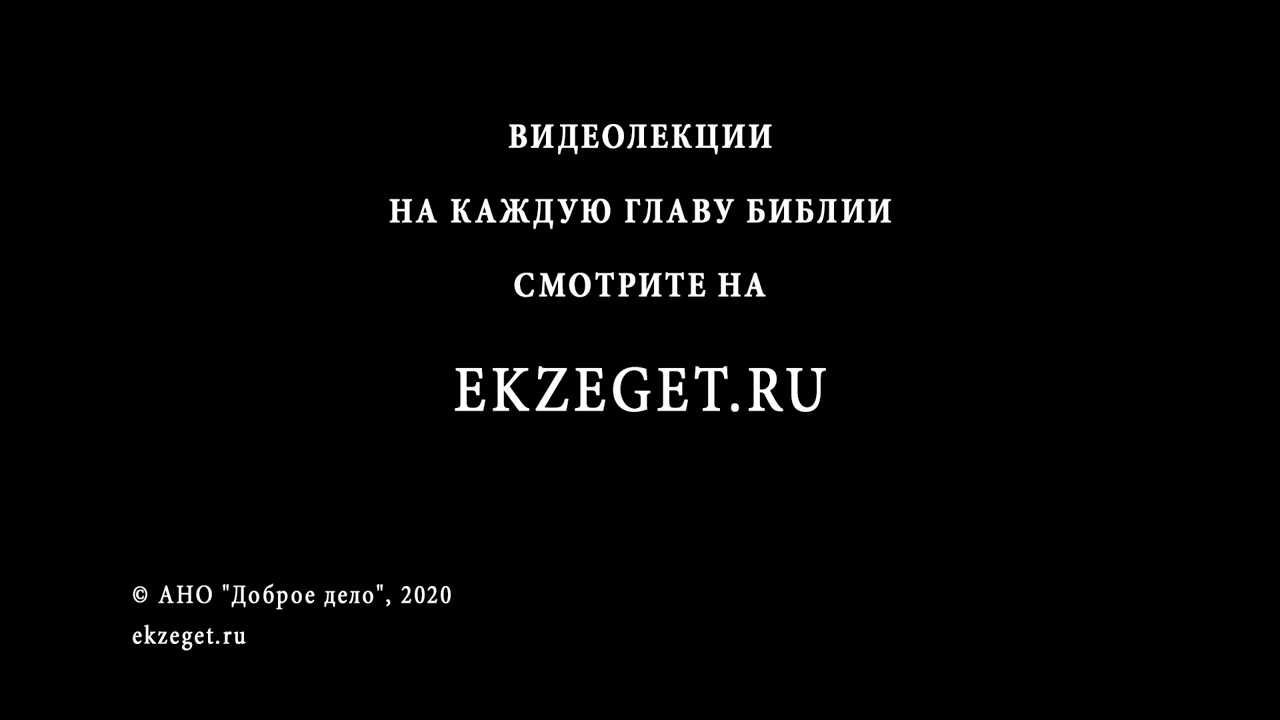 ВИДЕОЛЕКЦИИ
НА КАЖДУЮ ГЛАВУ БИБЛИИ
СМОТРИТЕ НА
EKZEGET.RU
© АНО "Доброе дело", 2020
ekzeget.ru